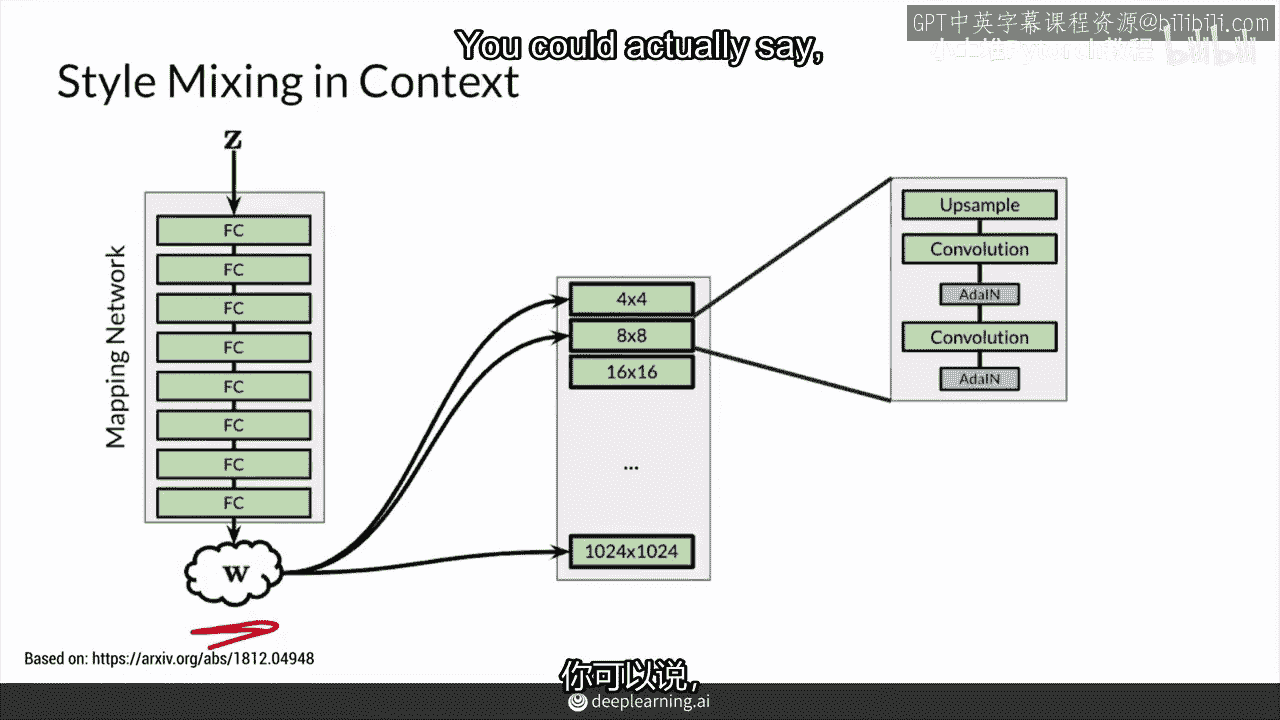 GPT中英字幕课程资源@bilibili.com
You could actually say,
Style Mixing in Context
z
Mapping Network
FC
FC
FC
FC
FC
FC
FC
FC
w
4x4
8x8
16x16
...
1024x1024
Upsample
Convolution
AdaIN
Convolution
AdaIN
Based on: https://arxiv.org/abs/1812.04948
你可以说,
deeplearning.ai